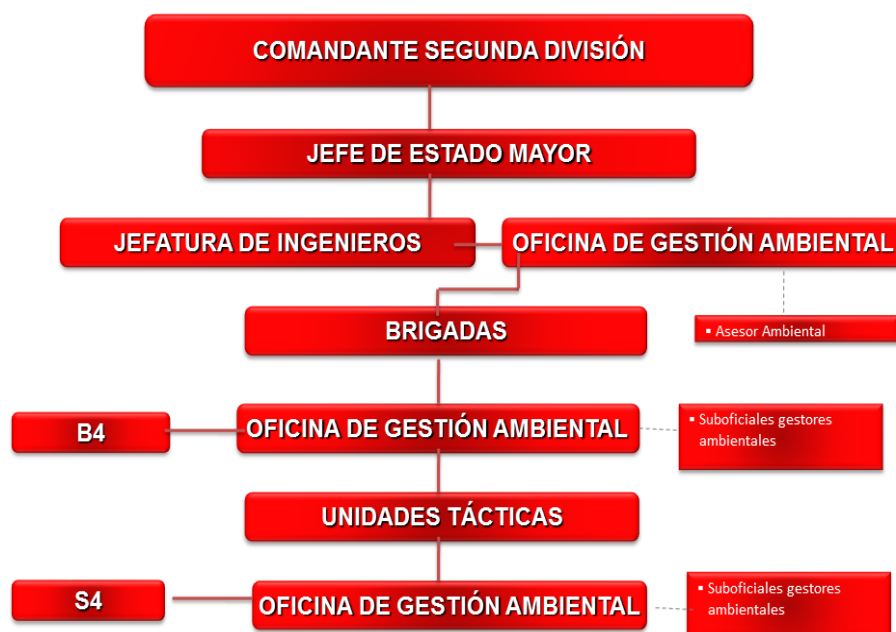 COMANDANTE SEGUNDA DIVISIÓN
JEFE DE ESTADO MAYOR
JEFATURA DE INGENIEROS
OFICINA DE GESTIÓN AMBIENTAL
▪ Asesor Ambiental
BRIGADAS
B4
OFICINA DE GESTIÓN AMBIENTAL
▪ Suboficiales gestores
ambientales
UNIDADES TÁCTICAS
S4
OFICINA DE GESTIÓN AMBIENTAL
▪ Suboficiales gestores
ambientales